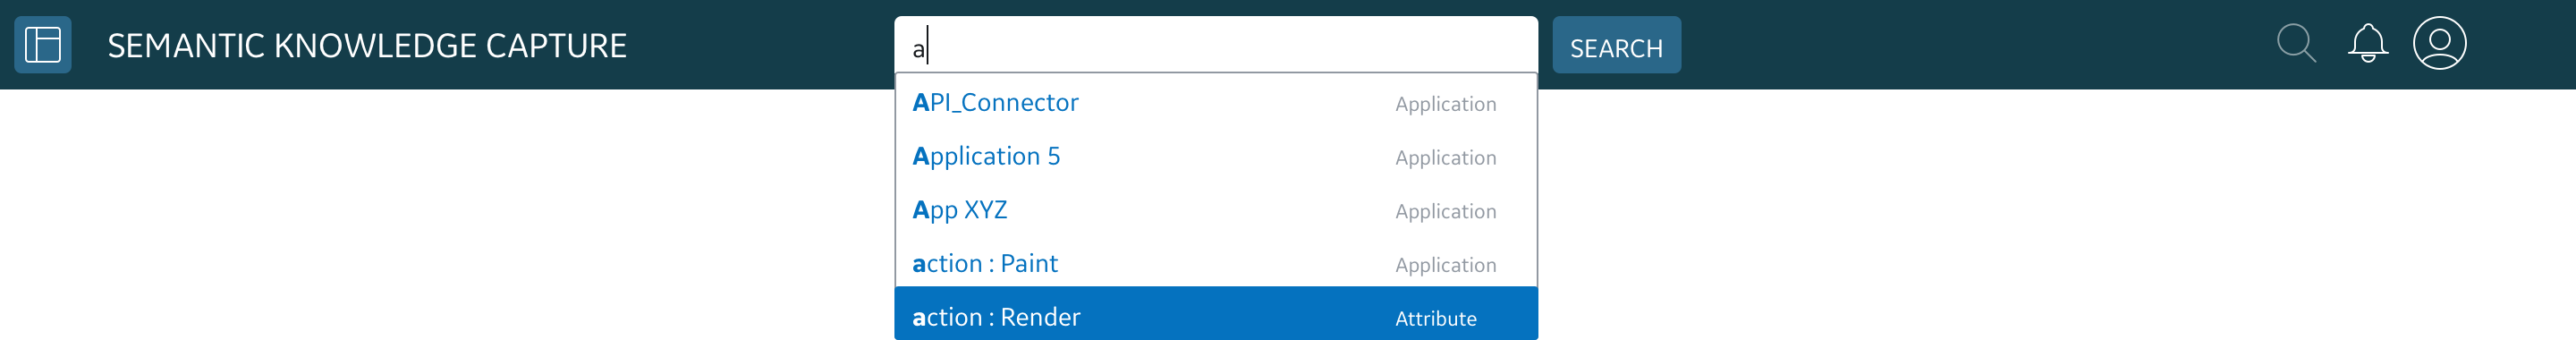 SEMANTIC KNOWLEDGE CAPTURE
a
SEARCH
API_Connector Application
Application 5 Application
App XYZ Application
action : Paint Application
action : Render Attribute